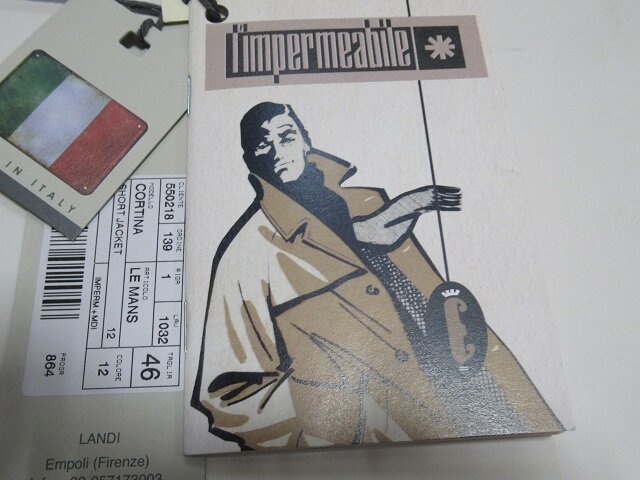 l'impermeabile
IN ITALY
CLIENTE
550218
ORDINE
139
RIGA
1
LAV
1032
MODELLO
CORTINA
ARTICOLO
LE MANS
TAGLIA
46
SHORT JACKET
12
COLORE
12
IMPERM.+MDI
PROGR
864
LANDI
Empoli (Firenze)